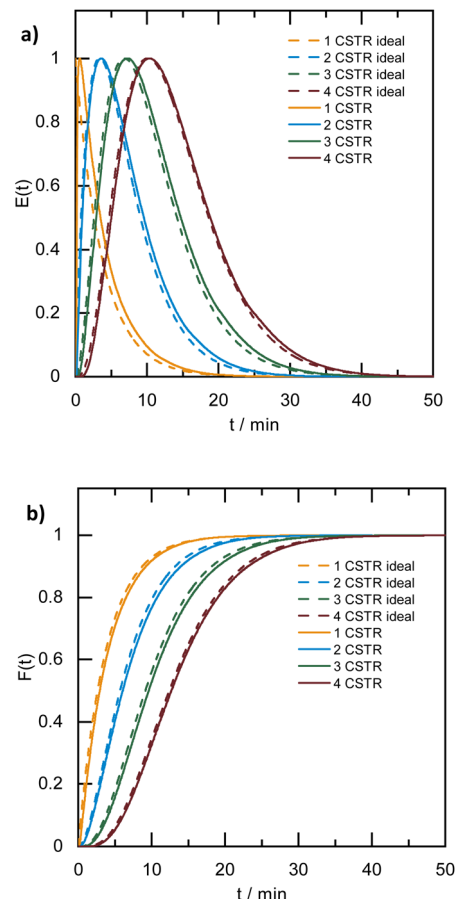 a)
1 CSTR ideal
2 CSTR ideal
3 CSTR ideal
4 CSTR ideal
1 CSTR
2 CSTR
3 CSTR
4 CSTR
E(t)
1
0.8
0.6
0.4
0.2
0
0 10 20 30 40 50
t / min
b)
1 CSTR ideal
2 CSTR ideal
3 CSTR ideal
4 CSTR ideal
1 CSTR
2 CSTR
3 CSTR
4 CSTR
F(t)
1
0.8
0.6
0.4
0.2
0
0 10 20 30 40 50
t / min